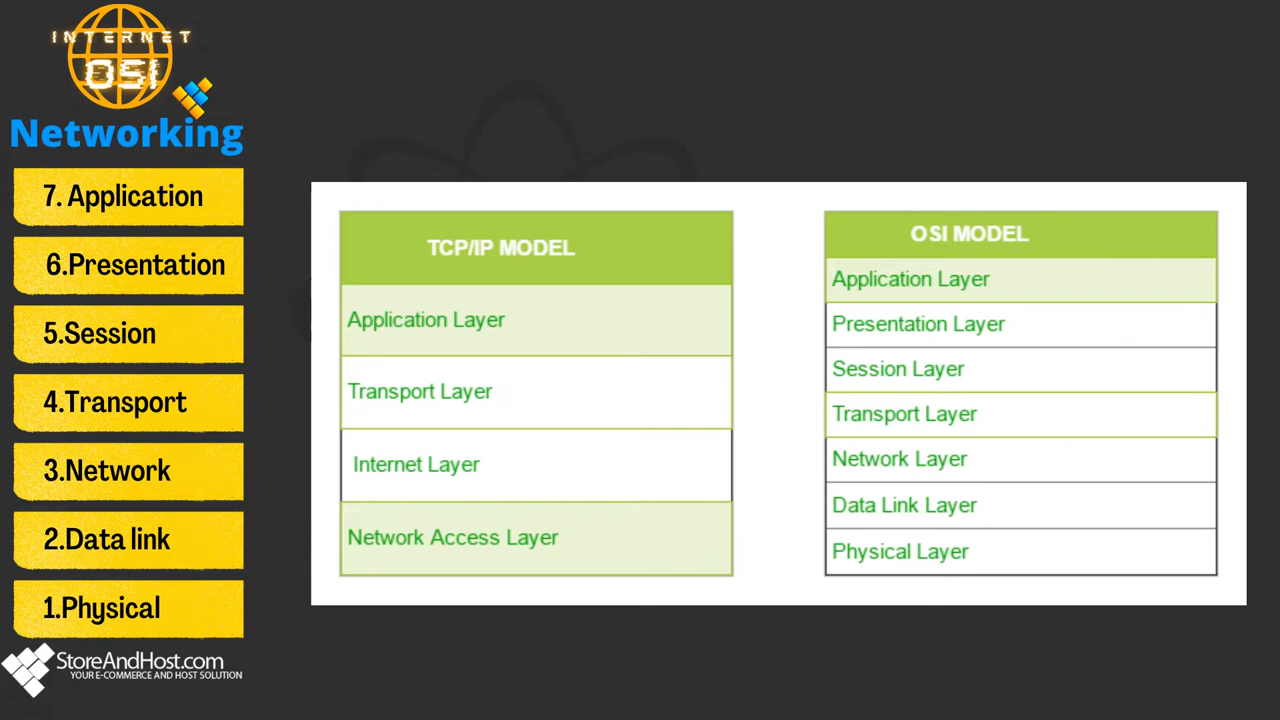 INTERNET
OSI
Networking
7. Application
6.Presentation
5.Session
4.Transport
3.Network
2.Data link
1.Physical
StoreAndHost.com
YOUR E-COMMERCE AND HOST SOLUTION
TCP/IP MODEL
Application Layer
Transport Layer
Internet Layer
Network Access Layer
OSI MODEL
Application Layer
Presentation Layer
Session Layer
Transport Layer
Network Layer
Data Link Layer
Physical Layer